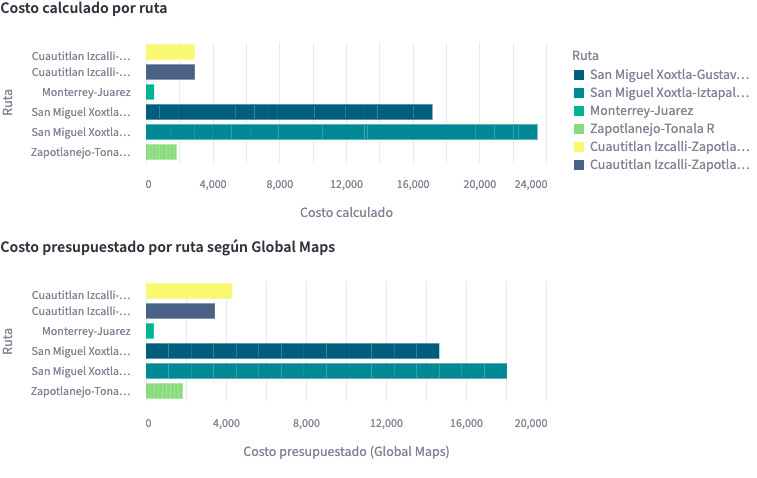 Costo calculado por ruta
Ruta
Cuautitlan Izcalli-…
Cuautitlan Izcalli-…
Monterrey-Juarez
San Miguel Xoxtla…
San Miguel Xoxtla…
Zapotlanejo-Tona…
0 4,000 8,000 12,000 16,000 20,000 24,000
Costo calculado
Ruta
San Miguel Xoxtla-Gustav…
San Miguel Xoxtla-Iztapal…
Monterrey-Juarez
Zapotlanejo-Tonala R
Cuautitlan Izcalli-Zapotla…
Cuautitlan Izcalli-Zapotla…
Costo presupuestado por ruta según Global Maps
Ruta
Cuautitlan Izcalli-…
Cuautitlan Izcalli-…
Monterrey-Juarez
San Miguel Xoxtla…
San Miguel Xoxtla…
Zapotlanejo-Tona…
0 4,000 8,000 12,000 16,000 20,000
Costo presupuestado (Global Maps)